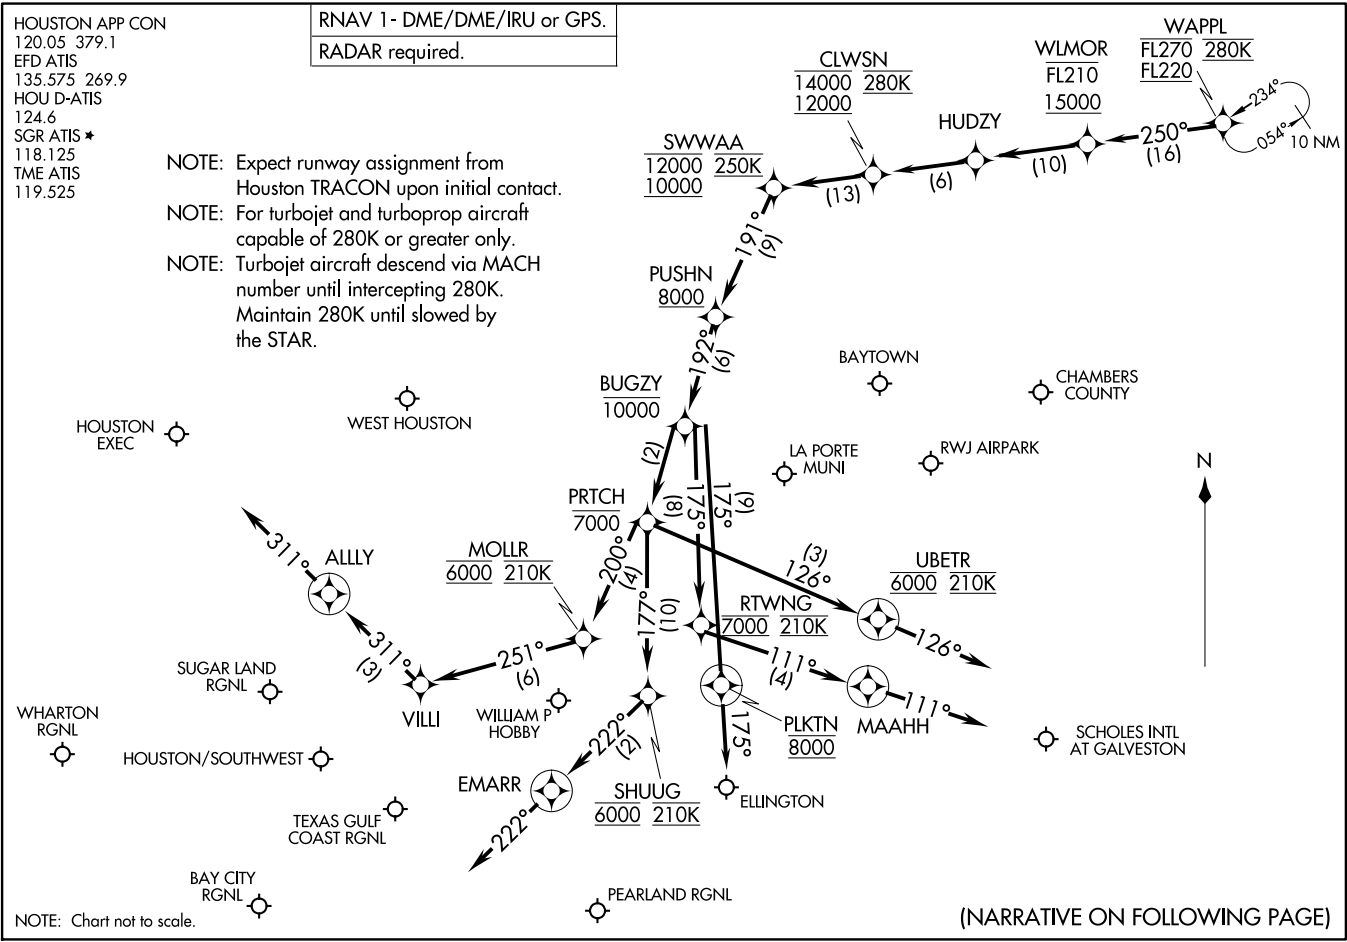 HOUSTON APP CON
120.05 379.1
EFD ATIS
135.575 269.9
HOU D-ATIS
124.6
SGR ATIS ★
118.125
TME ATIS
119.525
RNAV 1- DME/DME/IRU or GPS.
RADAR required.
NOTE: Expect runway assignment from
Houston TRACON upon initial contact.
NOTE: For turbojet and turboprop aircraft
capable of 280K or greater only.
NOTE: Turbojet aircraft descend via MACH
number until intercepting 280K.
Maintain 280K until slowed by
the STAR.
WAPPL
FL270 280K
FL220
234°
054°
10 NM
WLMOR
FL210
15000
250°
(16)
HUDZY
(10)
CLWSN
14000 280K
12000
(6)
SWWAA
12000 250K
10000
(13)
191°
(9)
PUSHN
8000
192°
(6)
BUGZY
10000
(2)
(8)
175°
175°
(9)
PRTCH
7000
BAYTOWN
CHAMBERS
COUNTY
LA PORTE
MUNI
RWJ AIRPARK
N
WEST HOUSTON
HOUSTON
EXEC
311°
ALLLY
MOLLR
6000 210K
200°
(4)
177°
(10)
(3)
126°
UBETR
6000 210K
126°
RTWNG
7000 210K
111°
(4)
MAAHH
111°
311°
(3)
251°
(6)
VILLI
SUGAR LAND
RGNL
WHARTON
RGNL
WILLIAM P
HOBBY
HOUSTON/SOUTHWEST
222°
(2)
PLKTN
8000
175°
SCHOLES INTL
AT GALVESTON
EMARR
SHUUG
6000 210K
ELLINGTON
TEXAS GULF
COAST RGNL
222°
BAY CITY
RGNL
PEARLAND RGNL
NOTE: Chart not to scale.
(NARRATIVE ON FOLLOWING PAGE)